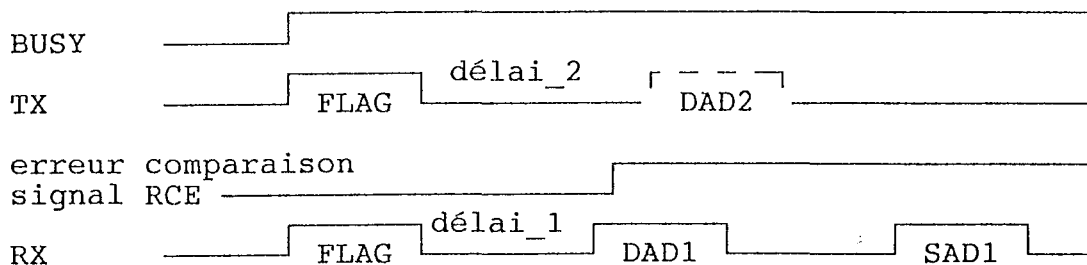 BUSY
délai_2
TX FLAG DAD2
erreur comparaison
signal RCE
délai_1
RX FLAG DAD1 SAD1